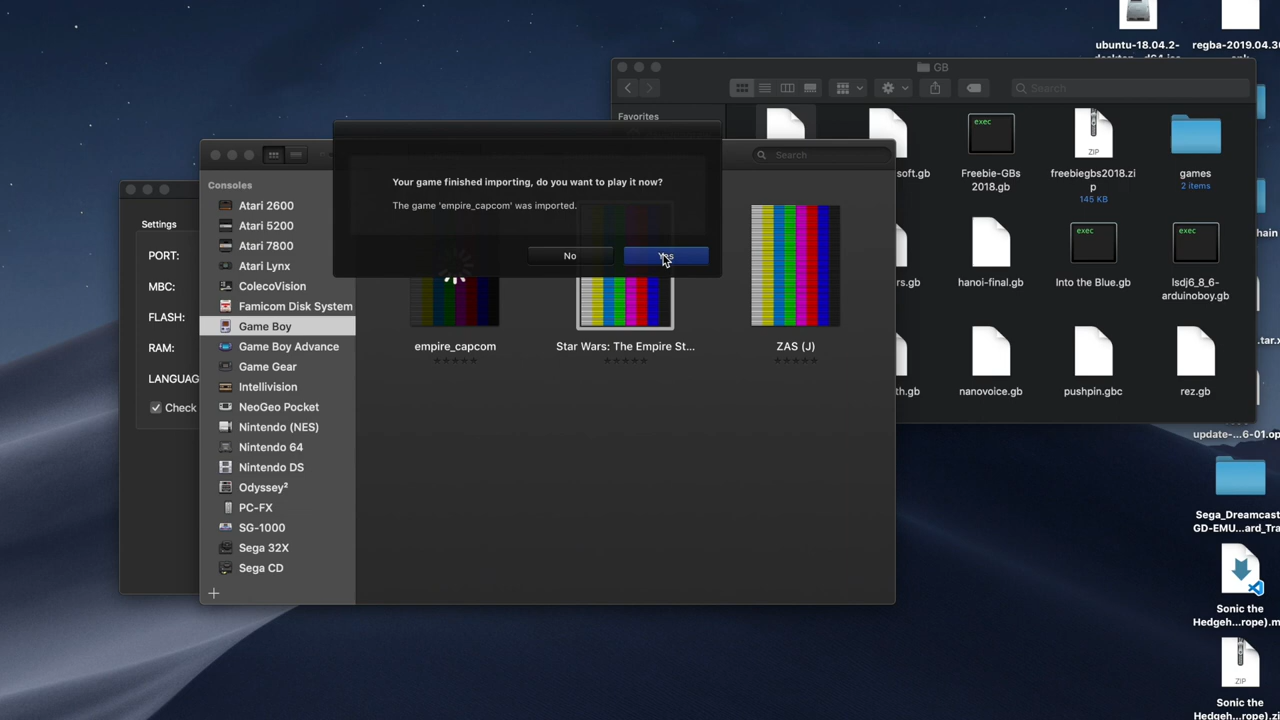 ubuntu-18.04.2-
regba-2019.04.30
GB
Search
Favorites
exec
ZIP
soft.gb
Freebie-GBs
2018.gb
freebiegbs2018.zi
p
145 KB
games
2 items
exec
exec
rs.gb
hanoi-final.gb
Into the Blue.gb
lsdj6_8_6-
arduinoboy.gb
th.gb
nanovoice.gb
pushpin.gbc
rez.gb
Search
Your game finished importing, do you want to play it now?
The game 'empire_capcom' was imported.
No
Yes
Consoles
Atari 2600
Atari 5200
Atari 7800
Atari Lynx
ColecoVision
Famicom Disk System
Game Boy
Game Boy Advance
Game Gear
Intellivision
NeoGeo Pocket
Nintendo (NES)
Nintendo 64
Nintendo DS
Odyssey²
PC-FX
SG-1000
Sega 32X
Sega CD
empire_capcom
Star Wars: The Empire St...
ZAS (J)
Settings
PORT:
MBC:
FLASH:
RAM:
LANGUAG
Check
hain
.tar.x
update-...6-01.op
Sega_Dreamcast
GD-EMU...ard_Tra
Sonic the
Hedgeh...rope).m
ZIP
Sonic the
Hedgeh...rope).z